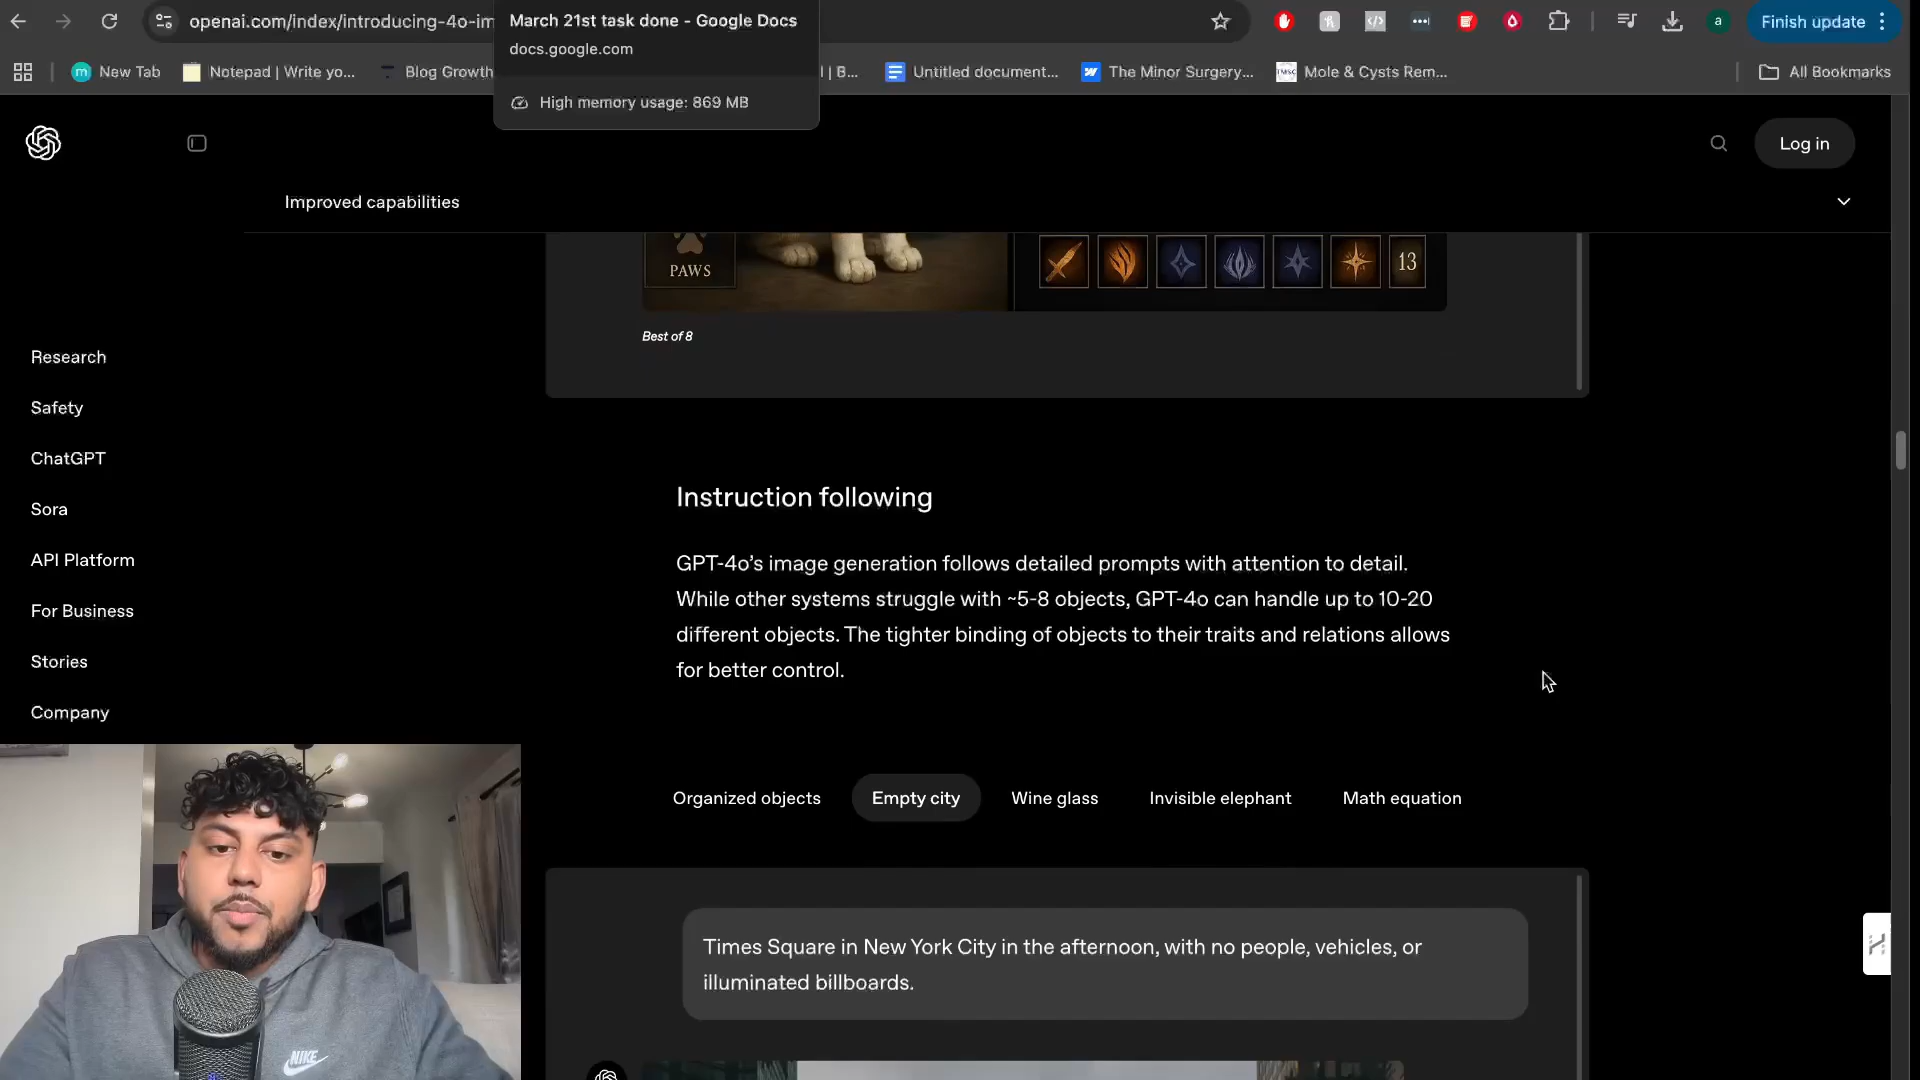 openai.com/index/introducing-4o-im
March 21st task done - Google Docs
docs.google.com
High memory usage: 869 MB
Finish update
a
New Tab
Notepad | Write yo...
Blog Growth
l | B...
Untitled document...
The Minor Surgery...
TMSC
Mole & Cysts Rem...
All Bookmarks
Log in
Improved capabilities
PAWS
13
Best of 8
Research
Safety
ChatGPT
Sora
API Platform
For Business
Stories
Company
Instruction following
GPT-4o’s image generation follows detailed prompts with attention to detail.
While other systems struggle with ~5-8 objects, GPT-4o can handle up to 10-20
different objects. The tighter binding of objects to their traits and relations allows
for better control.
Organized objects
Empty city
Wine glass
Invisible elephant
Math equation
Times Square in New York City in the afternoon, with no people, vehicles, or
illuminated billboards.
NIKE